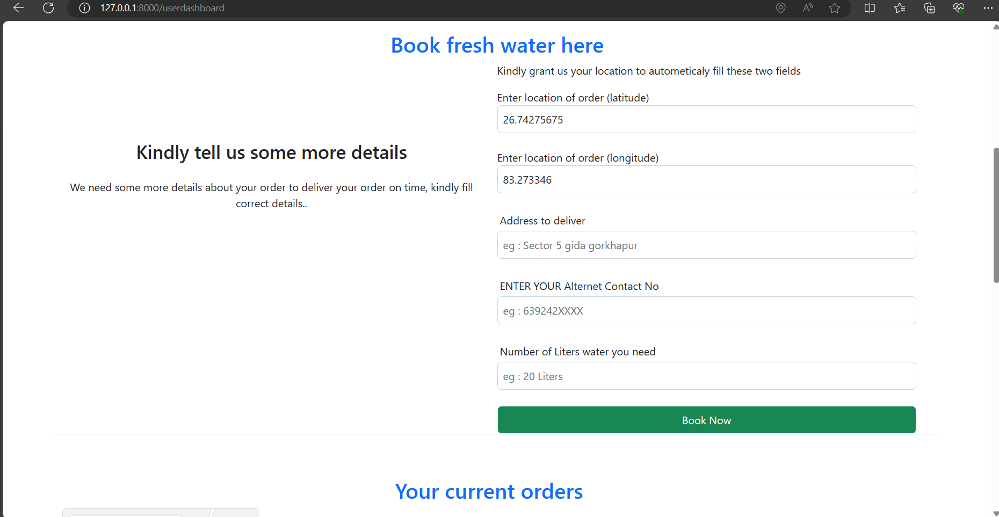 127.0.0.1:8000/userdashboard
Book fresh water here
Kindly grant us your location to autometicaly fill these two fields
Enter location of order (latitude)
26.74275675
Kindly tell us some more details
We need some more details about your order to deliver your order on time, kindly fill
correct details..
Enter location of order (longitude)
83.273346
Address to deliver
eg : Sector 5 gida gorkhapur
ENTER YOUR Alternet Contact No
eg : 639242XXXX
Number of Liters water you need
eg : 20 Liters
Book Now
Your current orders